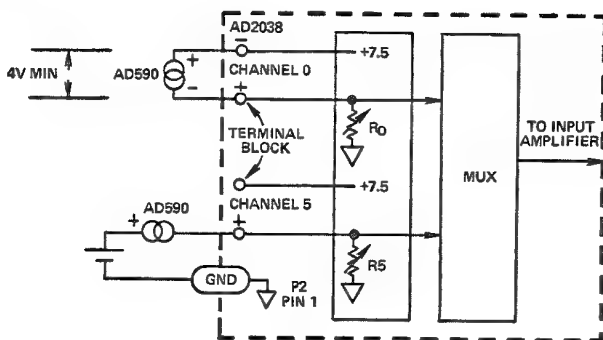 AD2038
−
+7.5
4V MIN
AD590
+
−
CHANNEL 0
+
R0
TERMINAL
BLOCK
TO INPUT
AMPLIFIER
MUX
+7.5
CHANNEL 5
AD590
+
+
R5
GND
P2
PIN 1